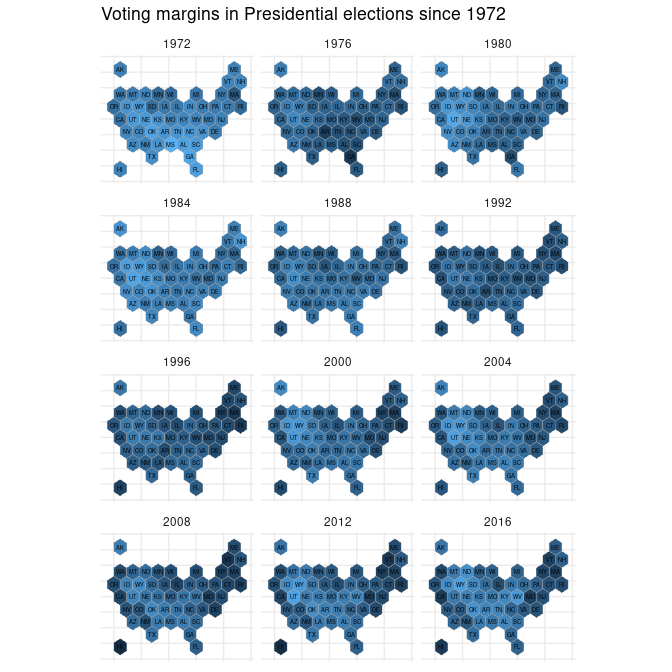 Voting margins in Presidential elections since 1972
1972 1976 1980
AK ME AK ME AK ME
VT NH VT NH VT NH
WA MT ND MN WI MI NY MA WA MT ND MN WI MI NY MA WA MT ND MN WI MI NY MA
OR ID WY SD IA IL IN OH PA CT RI OR ID WY SD IA IL IN OH PA CT RI OR ID WY SD IA IL IN OH PA CT RI
CA UT NE KS MO KY WV MD NJ CA UT NE KS MO KY WV MD NJ CA UT NE KS MO KY WV MD NJ
NV CO OK AR TN NC VA DE NV CO OK AR TN NC VA DE NV CO OK AR TN NC VA DE
AZ NM LA MS AL SC AZ NM LA MS AL SC AZ NM LA MS AL SC
TX GA TX GA TX GA
HI FL HI FL HI FL
1984 1988 1992
AK ME AK ME AK ME
VT NH VT NH VT NH
WA MT ND MN WI MI NY MA WA MT ND MN WI MI NY MA WA MT ND MN WI MI NY MA
OR ID WY SD IA IL IN OH PA CT RI OR ID WY SD IA IL IN OH PA CT RI OR ID WY SD IA IL IN OH PA CT RI
CA UT NE KS MO KY WV MD NJ CA UT NE KS MO KY WV MD NJ CA UT NE KS MO KY WV MD NJ
NV CO OK AR TN NC VA DE NV CO OK AR TN NC VA DE NV CO OK AR TN NC VA DE
AZ NM LA MS AL SC AZ NM LA MS AL SC AZ NM LA MS AL SC
TX GA TX GA TX GA
HI FL HI FL HI FL
1996 2000 2004
AK ME AK ME AK ME
VT NH VT NH VT NH
WA MT ND MN WI MI NY MA WA MT ND MN WI MI NY MA WA MT ND MN WI MI NY MA
OR ID WY SD IA IL IN OH PA CT RI OR ID WY SD IA IL IN OH PA CT RI OR ID WY SD IA IL IN OH PA CT RI
CA UT NE KS MO KY WV MD NJ CA UT NE KS MO KY WV MD NJ CA UT NE KS MO KY WV MD NJ
NV CO OK AR TN NC VA DE NV CO OK AR TN NC VA DE NV CO OK AR TN NC VA DE
AZ NM LA MS AL SC AZ NM LA MS AL SC AZ NM LA MS AL SC
TX GA TX GA TX GA
HI FL HI FL HI FL
2008 2012 2016
AK ME AK ME AK ME
VT NH VT NH VT NH
WA MT ND MN WI MI NY MA WA MT ND MN WI MI NY MA WA MT ND MN WI MI NY MA
OR ID WY SD IA IL IN OH PA CT RI OR ID WY SD IA IL IN OH PA CT RI OR ID WY SD IA IL IN OH PA CT RI
CA UT NE KS MO KY WV MD NJ CA UT NE KS MO KY WV MD NJ CA UT NE KS MO KY WV MD NJ
NV CO OK AR TN NC VA DE NV CO OK AR TN NC VA DE NV CO OK AR TN NC VA DE
AZ NM LA MS AL SC AZ NM LA MS AL SC AZ NM LA MS AL SC
TX GA TX GA TX GA
HI FL HI FL HI FL